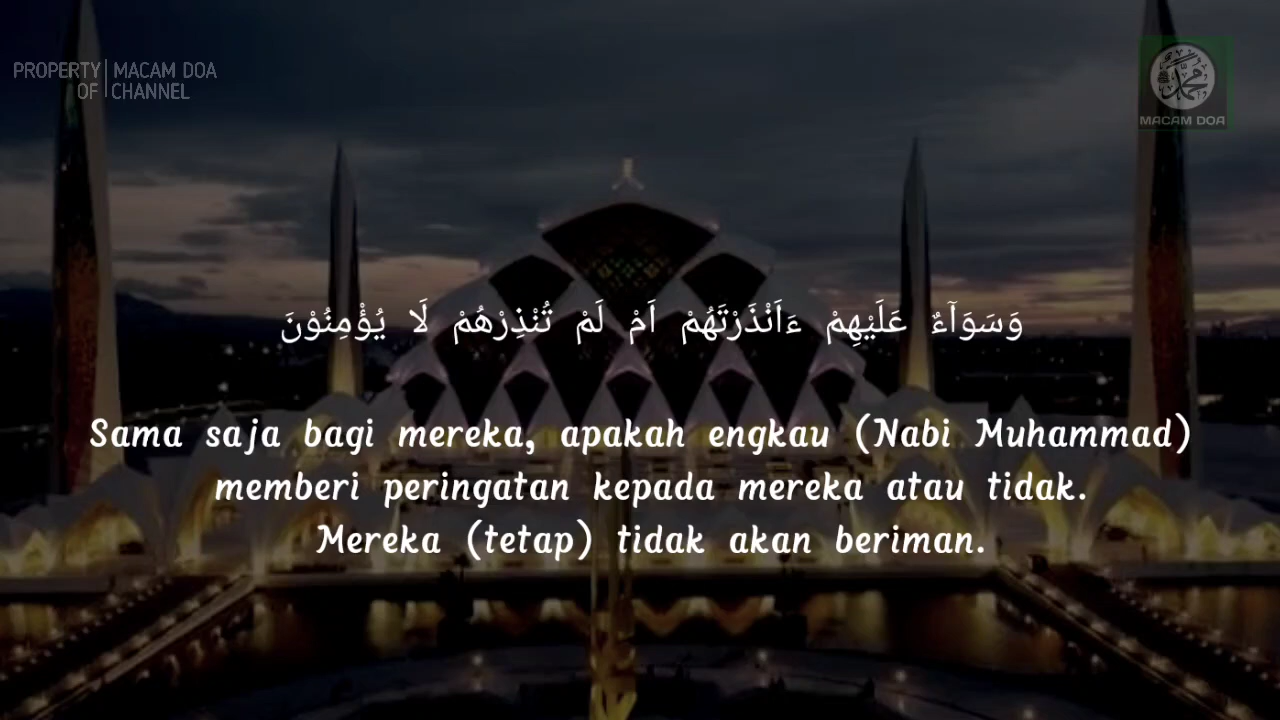 PROPERTY OF | MACAM DOA CHANNEL
محمد
MACAM DOA
وَسَوَآءٌ عَلَيْهِمْ ءَاَنْذَرْتَهُمْ اَمْ لَمْ تُنْذِرْهُمْ لَا يُؤْمِنُوْنَ
Sama saja bagi mereka, apakah engkau (Nabi Muhammad)
memberi peringatan kepada mereka atau tidak.
Mereka (tetap) tidak akan beriman.